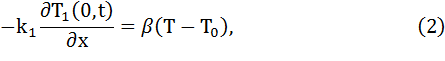 −k₁ ∂T₁(0,t)/∂x = β(T − T₀), (2)